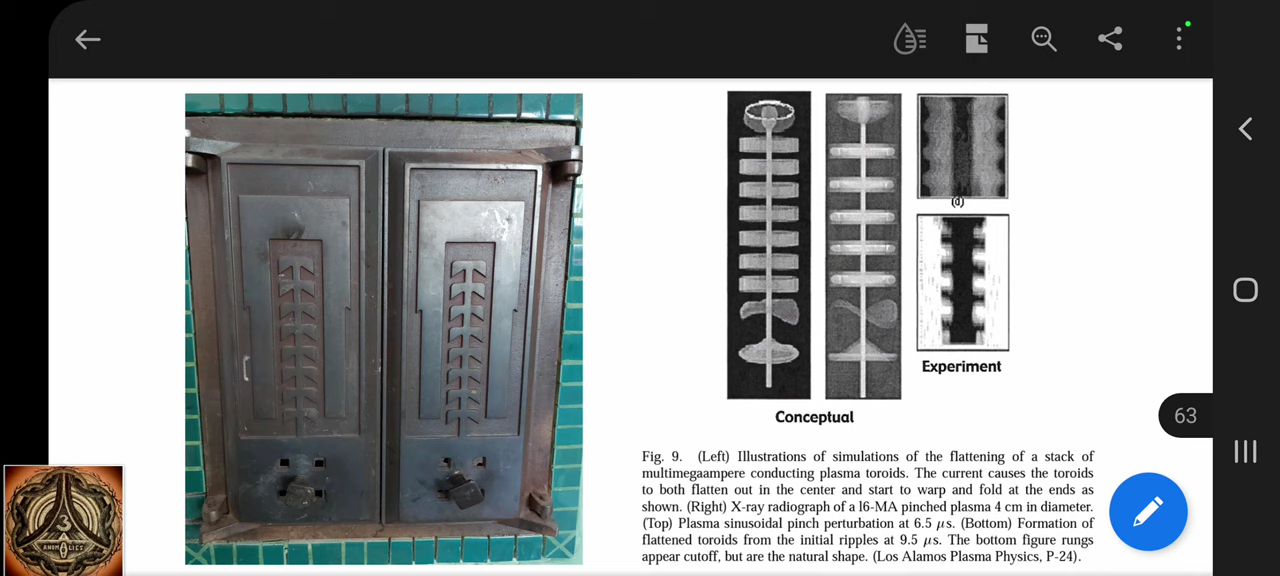 (d)
Experiment
Conceptual
63
Fig. 9. (Left) Illustrations of simulations of the flattening of a stack of
multimegaampere conducting plasma toroids. The current causes the toroids
to both flatten out in the center and start to warp and fold at the ends as
shown. (Right) X-ray radiograph of a 16-MA pinched plasma 4 cm in diameter.
(Top) Plasma sinusoidal pinch perturbation at 6.5 μs. (Bottom) Formation of
flattened toroids from the initial ripples at 9.5 μs. The bottom figure rungs
appear cutoff, but are the natural shape. (Los Alamos Plasma Physics, P-24).
3
ANOMALIES